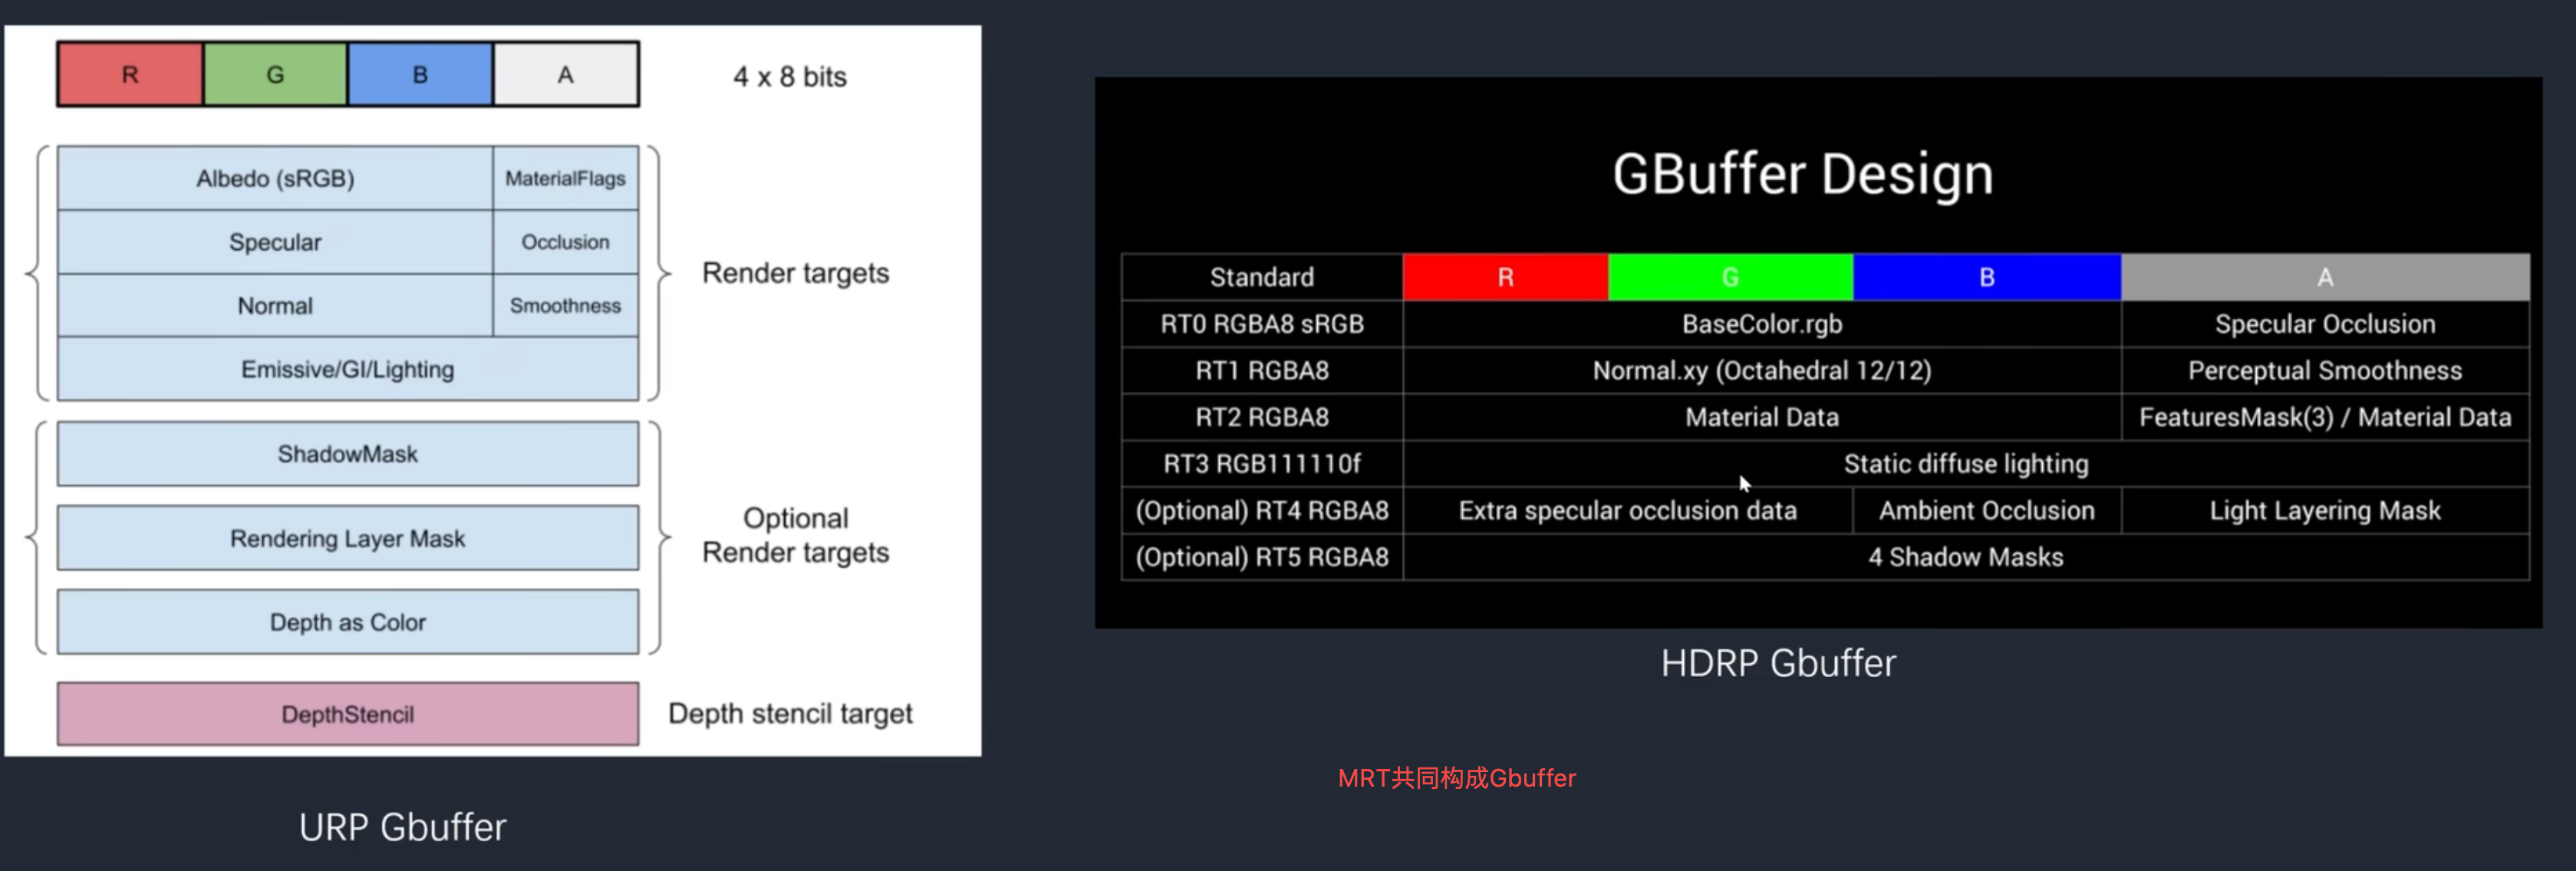 R G B A 4 x 8 bits
Albedo (sRGB) MaterialFlags
Specular Occlusion
Normal Smoothness
Emissive/GI/Lighting
Render targets
ShadowMask
Rendering Layer Mask
Depth as Color
Optional
Render targets
DepthStencil Depth stencil target
URP Gbuffer
GBuffer Design
Standard R G B A
RT0 RGBA8 sRGB BaseColor.rgb Specular Occlusion
RT1 RGBA8 Normal.xy (Octahedral 12/12) Perceptual Smoothness
RT2 RGBA8 Material Data FeaturesMask(3) / Material Data
RT3 RGB111110f Static diffuse lighting
(Optional) RT4 RGBA8 Extra specular occlusion data Ambient Occlusion Light Layering Mask
(Optional) RT5 RGBA8 4 Shadow Masks
HDRP Gbuffer
MRT共同构成Gbuffer